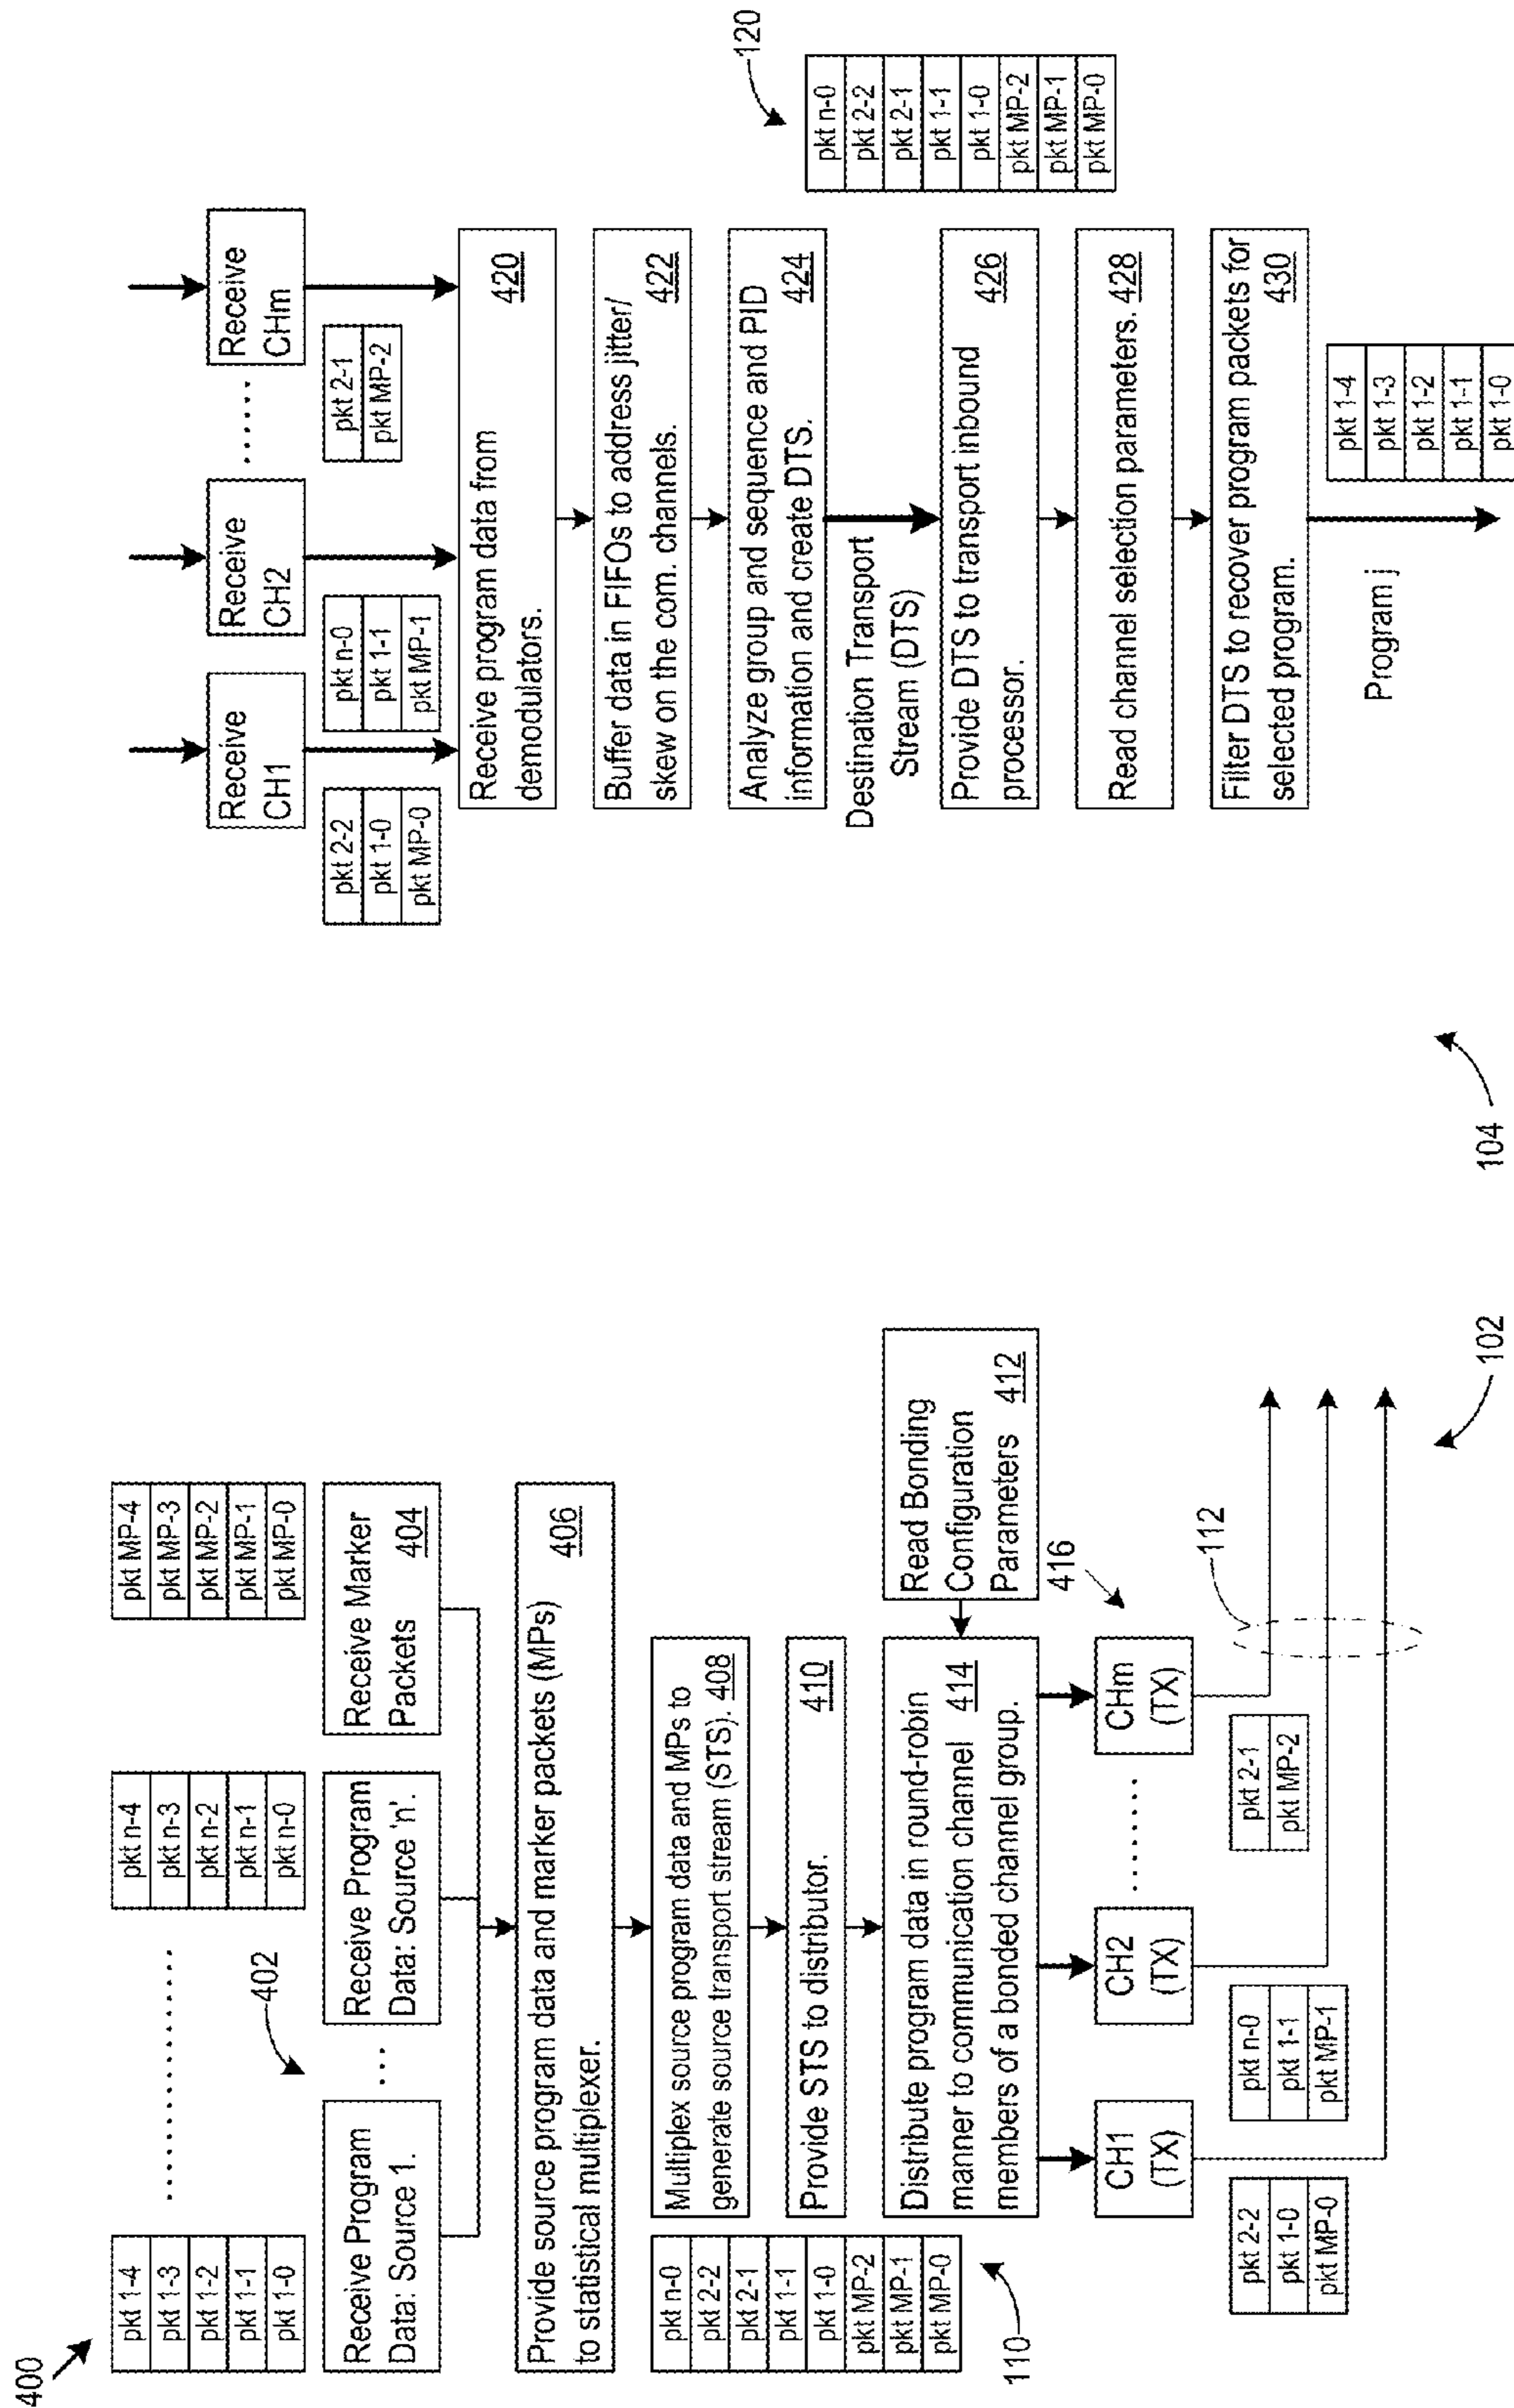 400
pkt 1-4
pkt 1-3
pkt 1-2
pkt 1-1
pkt 1-0
..............
pkt n-4
pkt n-3
pkt n-2
pkt n-1
pkt n-0
pkt MP-4
pkt MP-3
pkt MP-2
pkt MP-1
pkt MP-0
402
Receive Program
Data: Source 1.
...
Receive Program
Data: Source 'n'.
Receive Marker
Packets 404
Provide source program data and marker packets (MPs)
to statistical multiplexer. 406
pkt n-0
pkt 2-2
pkt 2-1
pkt 1-1
pkt 1-0
pkt MP-2
pkt MP-1
pkt MP-0
110
Multiplex source program data and MPs to
generate source transport stream (STS). 408
Provide STS to distributor. 410
Distribute program data in round-robin
manner to communication channel 414
members of a bonded channel group.
Read Bonding
Configuration
Parameters 412
416
CH1
(TX)
CH2
(TX)
........
CHm
(TX)
pkt 2-2
pkt 1-0
pkt MP-0
pkt n-0
pkt 1-1
pkt MP-1
pkt 2-1
pkt MP-2
112
102
Receive
CH1
Receive
CH2
......
Receive
CHm
pkt 2-2
pkt 1-0
pkt MP-0
pkt n-0
pkt 1-1
pkt MP-1
pkt 2-1
pkt MP-2
Receive program data from
demodulators. 420
Buffer data in FIFOs to address jitter/
skew on the com. channels. 422
Analyze group and sequence and PID
information and create DTS. 424
Destination Transport
Stream (DTS)
120
pkt n-0
pkt 2-2
pkt 2-1
pkt 1-1
pkt 1-0
pkt MP-2
pkt MP-1
pkt MP-0
Provide DTS to transport inbound
processor. 426
Read channel selection parameters. 428
Filter DTS to recover program packets for
selected program. 430
Program j
pkt 1-4
pkt 1-3
pkt 1-2
pkt 1-1
pkt 1-0
104